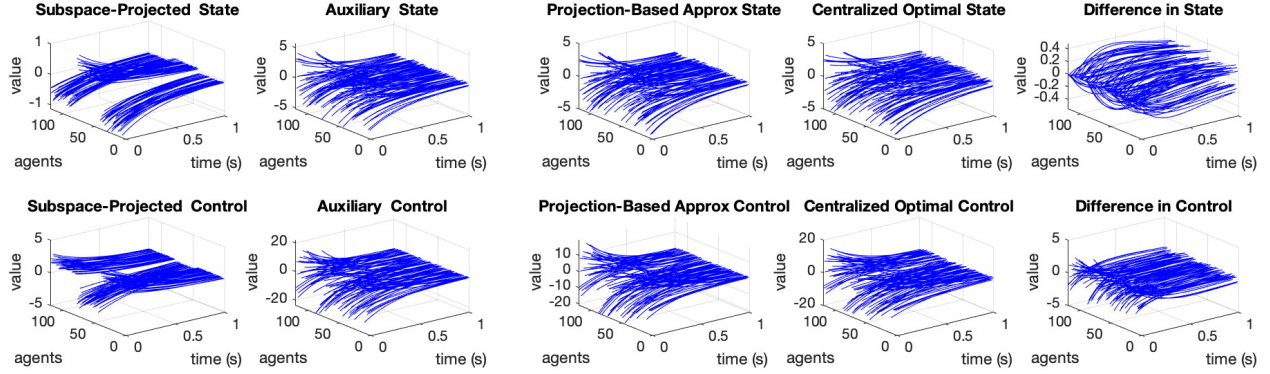 Subspace-Projected State
1
0
-1
value
100
50
0
agents
0
0.5
1
time (s)
Auxiliary State
5
0
-5
value
100
50
0
agents
0
0.5
1
time (s)
Projection-Based Approx State
5
0
-5
value
100
50
0
agents
0
0.5
1
time (s)
Centralized Optimal State
5
0
-5
value
100
50
0
agents
0
0.5
1
time (s)
Difference in State
0.4
0.2
0
-0.2
-0.4
value
100
50
0
agents
0
0.5
1
time (s)
Subspace-Projected Control
5
0
-5
value
100
50
0
agents
0
0.5
1
time (s)
Auxiliary Control
20
0
-20
value
100
50
0
agents
0
0.5
1
time (s)
Projection-Based Approx Control
10
0
-10
-20
value
100
50
0
agents
0
0.5
1
time (s)
Centralized Optimal Control
20
0
-20
value
100
50
0
agents
0
0.5
1
time (s)
Difference in Control
5
0
-5
value
100
50
0
agents
0
0.5
1
time (s)